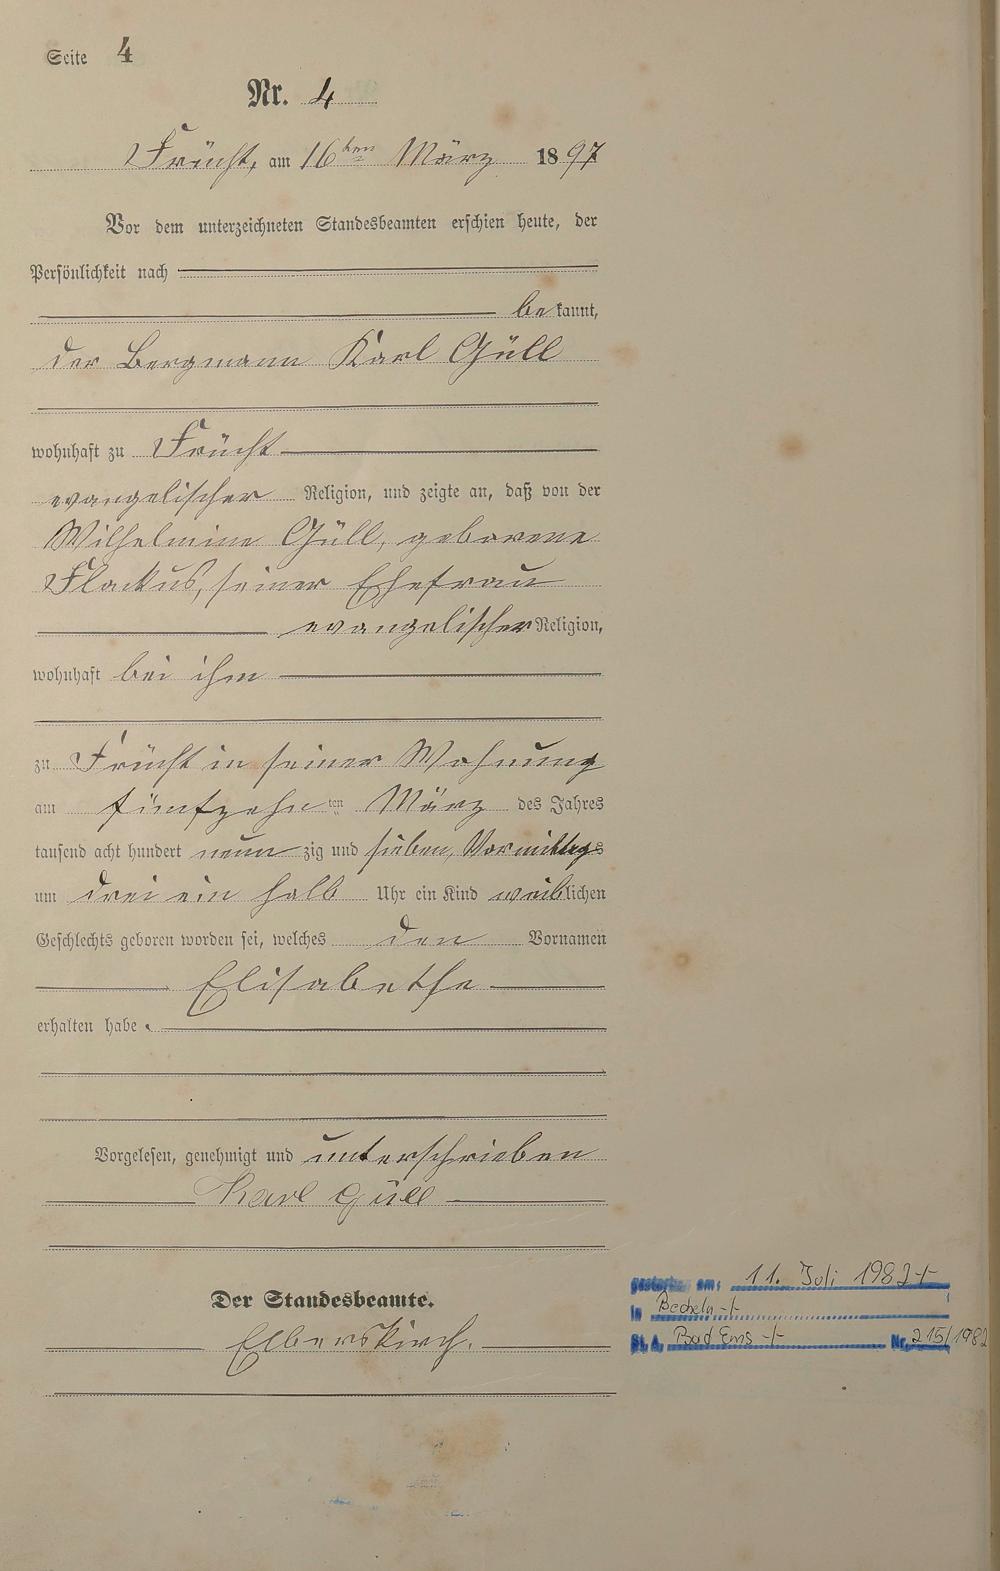 Seite 4
Nr. 4
Frücht, am 16ten März 1897
Vor dem unterzeichneten Standesbeamten erschien heute, der
Persönlichkeit nach
bekannt,
der Bergmann Karl Güll
wohnhaft zu Frücht
evangelischer Religion, und zeigte an, daß von der
Wilhelmine Güll, geborene
Flackus, seiner Ehefrau
evangelischer Religion,
wohnhaft bei ihm
zu Frücht in seiner Wohnung
am fünfzehnten März des Jahres
tausend acht hundert neunzig und sieben, Vormittags
um drei ein halb Uhr ein Kind weiblichen
Geschlechts geboren worden sei, welches den Vornamen
Elisabethe
erhalten habe.
Vorgelesen, genehmigt und unterschrieben
Karl Güll
Der Standesbeamte.
Elberskirch.
gestorben am: 11. Juli 1982
in Becheln
St. A. Bad Ems Nr. 215/1982